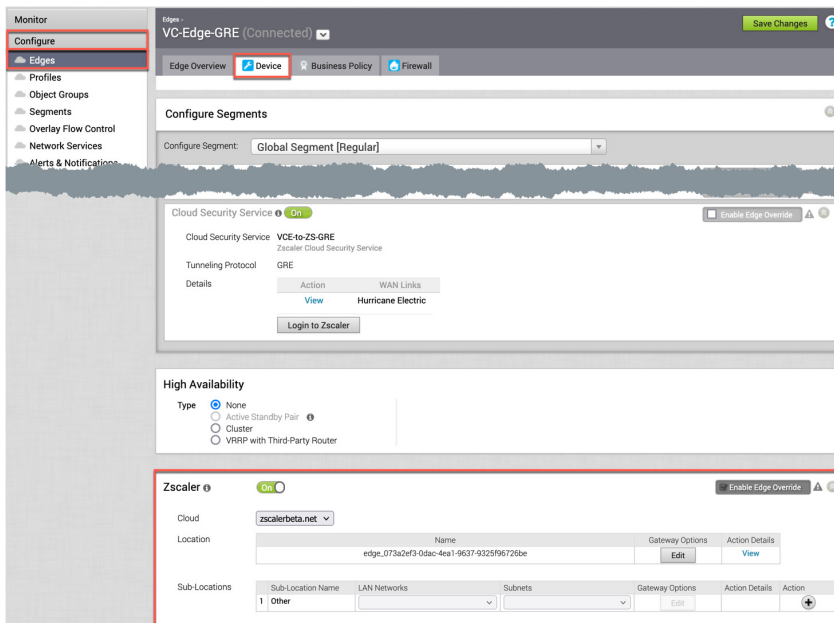 Monitor
Configure
Edges
Profiles
Object Groups
Segments
Overlay Flow Control
Network Services
Alerts & Notifications
Edges ›
VC-Edge-GRE (Connected)
Save Changes
?
Edge Overview Device Business Policy Firewall
Configure Segments
Configure Segment: Global Segment [Regular]
Cloud Security Service On
Enable Edge Override
Cloud Security Service VCE-to-ZS-GRE
Zscaler Cloud Security Service
Tunneling Protocol GRE
Details Action WAN Links
View Hurricane Electric
Login to Zscaler
High Availability
Type None
Active Standby Pair
Cluster
VRRP with Third-Party Router
Zscaler On
Enable Edge Override
Cloud zscalerbeta.net
Location Name Gateway Options Action Details
edge_073a2ef3-0dac-4ea1-9637-9325f96726be Edit View
Sub-Locations Sub-Location Name LAN Networks Subnets Gateway Options Action Details Action
1 Other Edit